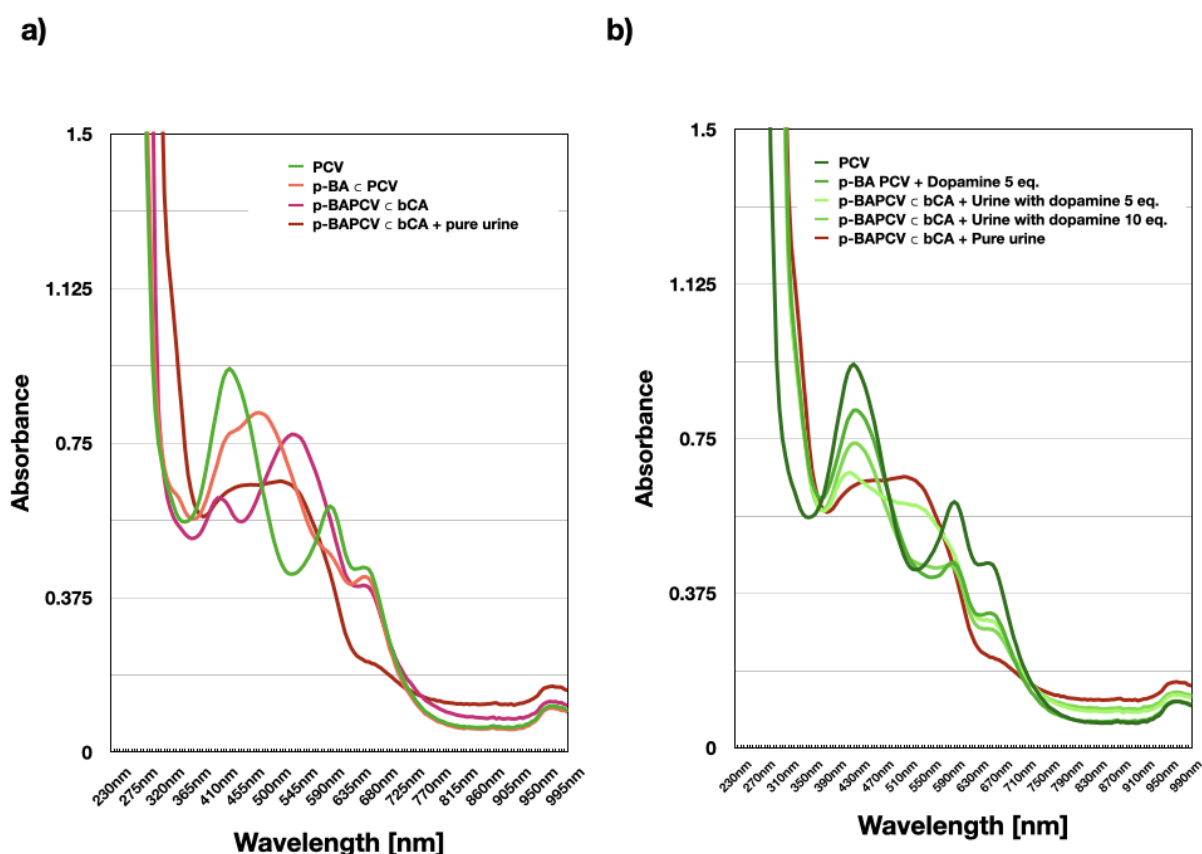 a)
1.5
1.125
0.75
0.375
0
Absorbance
PCV
p-BA ⊂ PCV
p-BAPCV ⊂ bCA
p-BAPCV ⊂ bCA + pure urine
230nm
275nm
320nm
365nm
410nm
455nm
500nm
545nm
590nm
635nm
680nm
725nm
770nm
815nm
860nm
905nm
950nm
995nm
Wavelength [nm]
b)
1.5
1.125
0.75
0.375
0
Absorbance
PCV
p-BA PCV + Dopamine 5 eq.
p-BAPCV ⊂ bCA + Urine with dopamine 5 eq.
p-BAPCV ⊂ bCA + Urine with dopamine 10 eq.
p-BAPCV ⊂ bCA + Pure urine
230nm
270nm
310nm
350nm
390nm
430nm
470nm
510nm
550nm
590nm
630nm
670nm
710nm
750nm
790nm
830nm
870nm
910nm
950nm
990nm
Wavelength [nm]